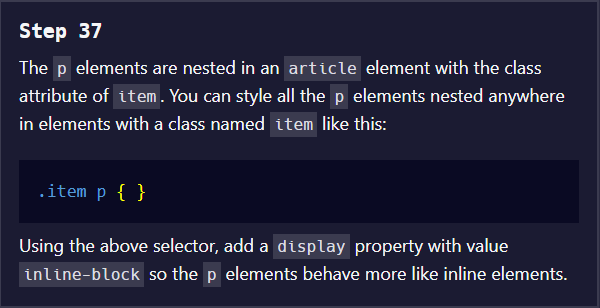 Step 37
The p elements are nested in an article element with the class
attribute of item. You can style all the p elements nested anywhere
in elements with a class named item like this:
.item p { }
Using the above selector, add a display property with value
inline-block so the p elements behave more like inline elements.